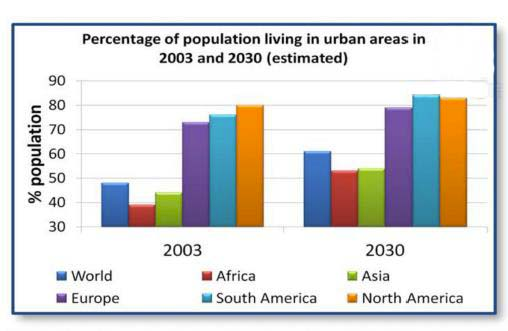 Percentage of population living in urban areas in
2003 and 2030 (estimated)
% population
90
80
70
60
50
40
30
2003 2030
World Africa Asia
Europe South America North America